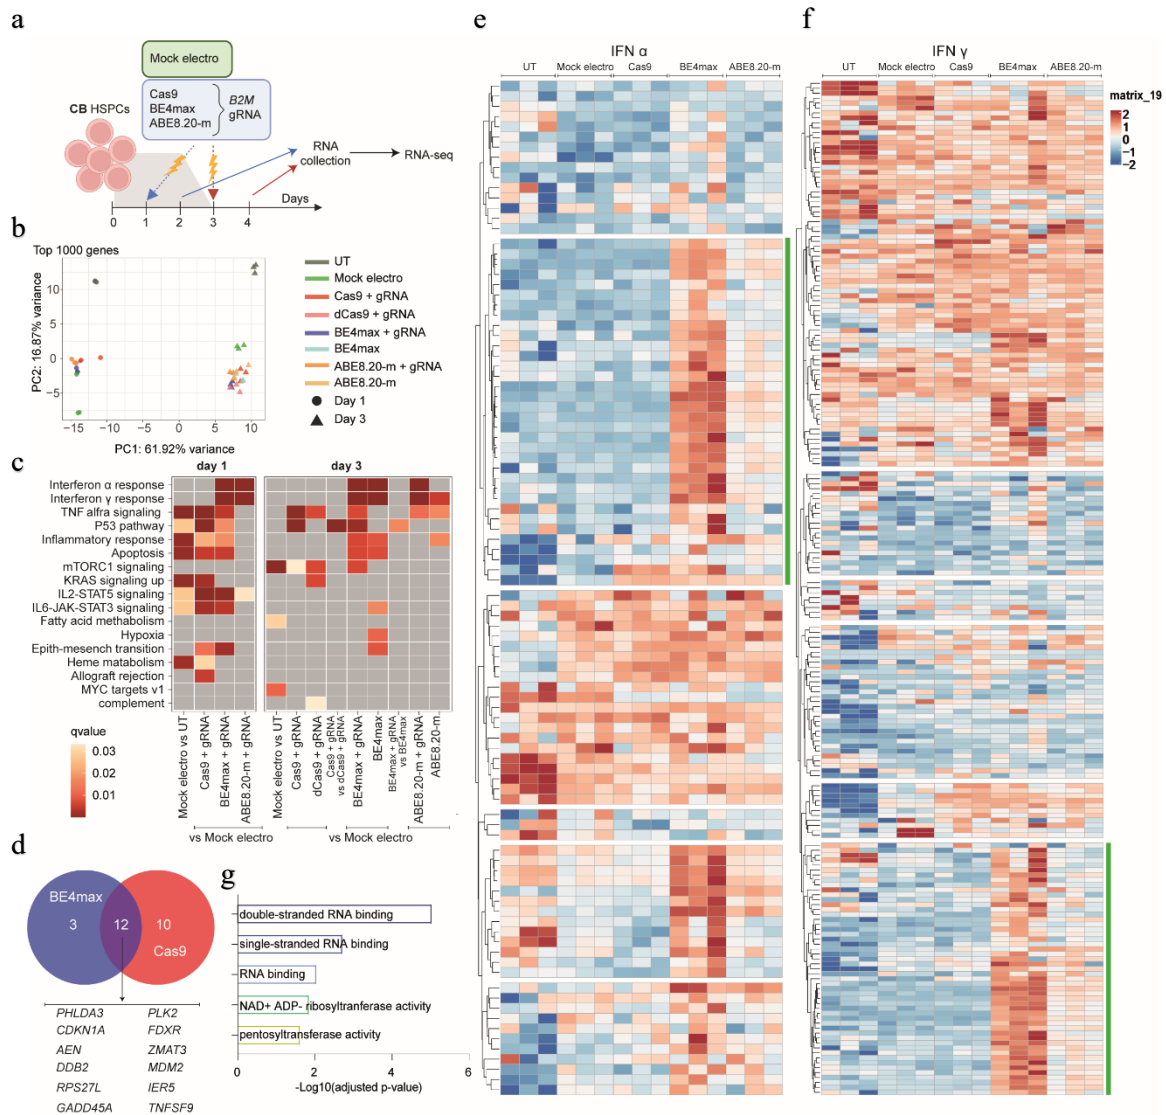 a
Mock electro
Cas9
BE4max
ABE8.20-m
B2M
gRNA
CB HSPCs
RNA
collection
RNA-seq
Days
0
1
2
3
4
b
Top 1000 genes
PC2: 16.87% variance
10
5
0
−5
−15
−10
−5
0
5
10
PC1: 61.92% variance
UT
Mock electro
Cas9 + gRNA
dCas9 + gRNA
BE4max + gRNA
BE4max
ABE8.20-m + gRNA
ABE8.20-m
Day 1
Day 3
c
day 1
day 3
Interferon α response
Interferon γ response
TNF alfra signaling
P53 pathway
Inflammatory response
Apoptosis
mTORC1 signaling
KRAS signaling up
IL2-STAT5 signaling
IL6-JAK-STAT3 signaling
Fatty acid methabolism
Hypoxia
Epith-mesench transition
Heme matabolism
Allograft rejection
MYC targets v1
complement
qvalue
0.03
0.02
0.01
Mock electro vs UT
Cas9 + gRNA
BE4max + gRNA
ABE8.20-m + gRNA
vs Mock electro
Mock electro vs UT
Cas9 + gRNA
dCas9 + gRNA
Cas9 + gRNA
vs dCas9 + gRNA
BE4max + gRNA
BE4max
BE4max + gRNA
vs BE4max
ABE8.20-m + gRNA
ABE8.20-m
vs Mock electro
d
BE4max
3
12
10
Cas9
PHLDA3 PLK2
CDKN1A FDXR
AEN ZMAT3
DDB2 MDM2
RPS27L IER5
GADD45A TNFSF9
g
double-stranded RNA binding
single-stranded RNA binding
RNA binding
NAD+ ADP- ribosyltranferase activity
pentosyltransferase activity
0
2
4
6
-Log10(adjusted p-value)
e
IFN α
UT
Mock electro
Cas9
BE4max
ABE8.20-m
f
IFN γ
UT
Mock electro
Cas9
BE4max
ABE8.20-m
matrix_19
2
1
0
−1
−2